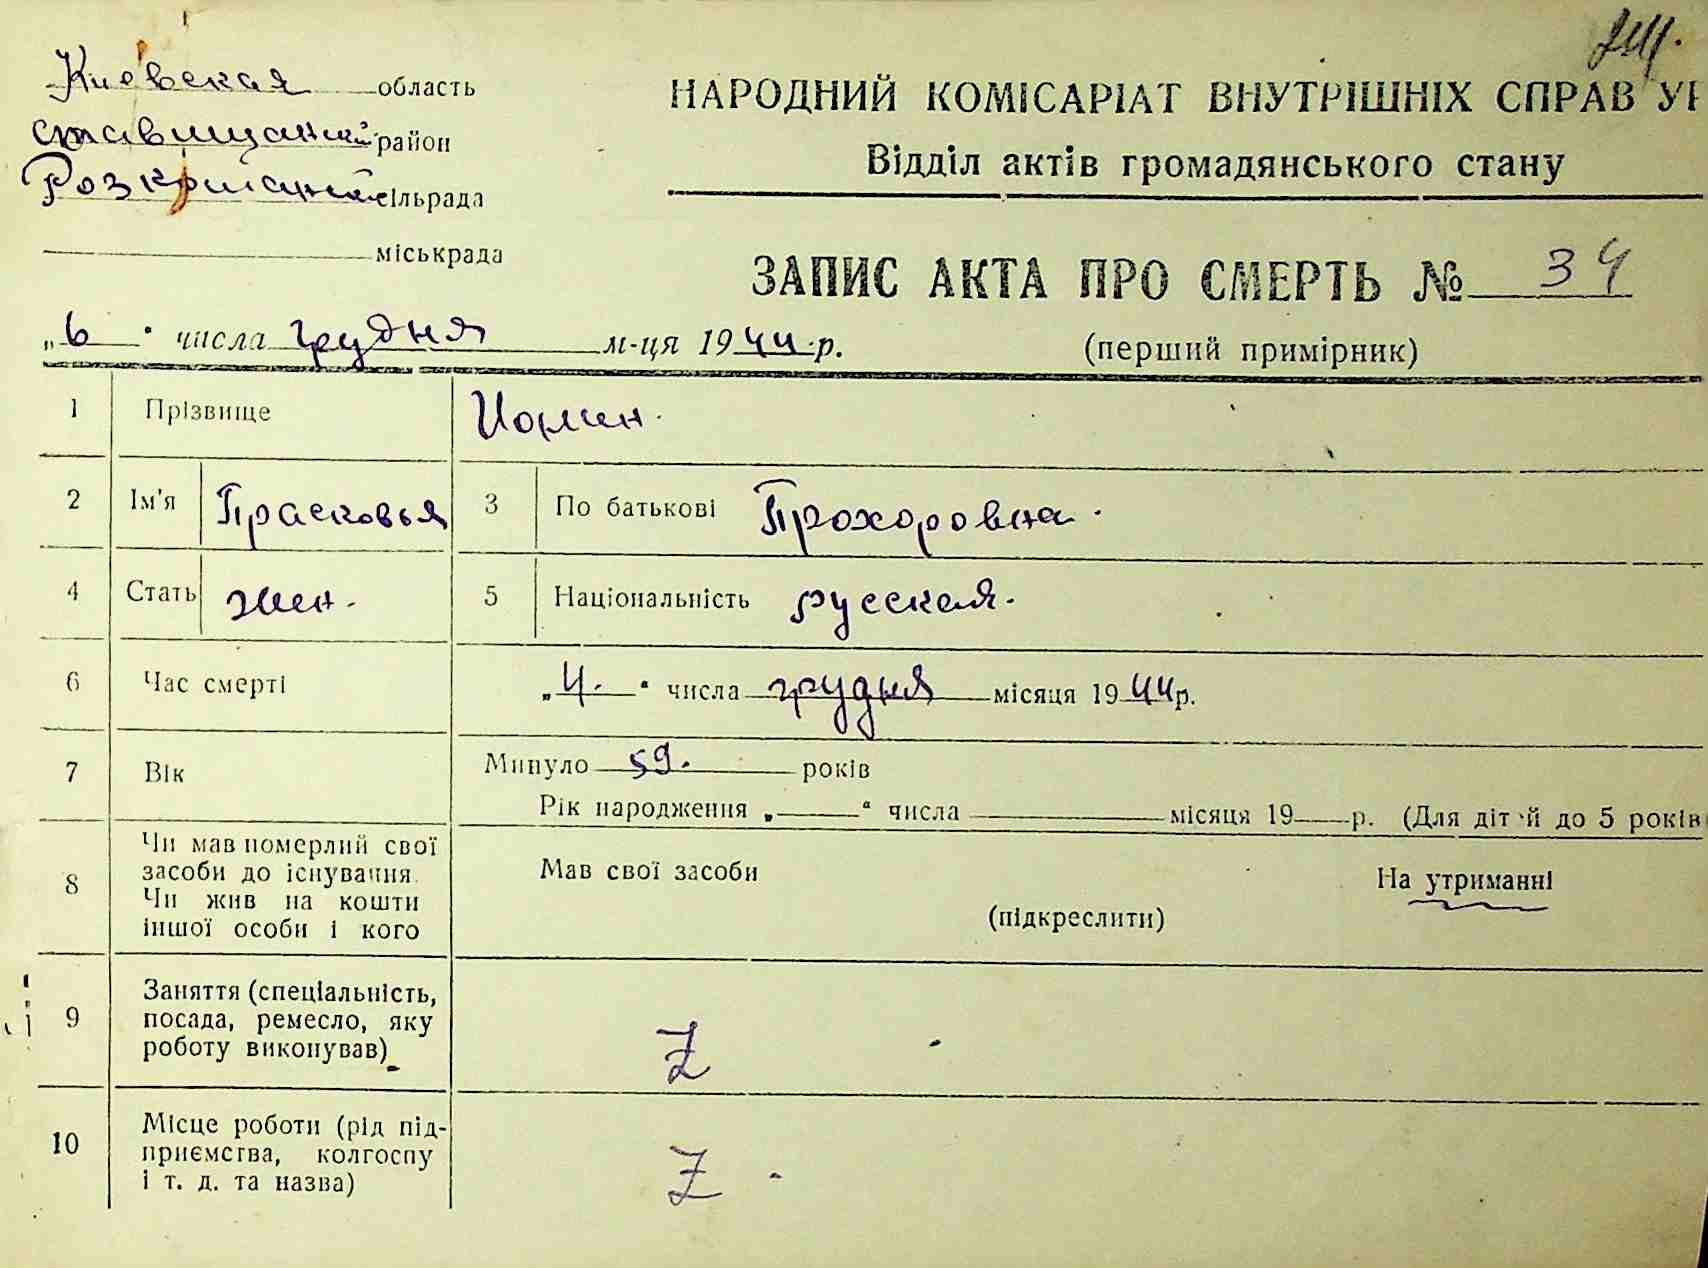 Киевская область
Ставищанский район
Розкришанск сільрада
міськрада
НАРОДНИЙ КОМІСАРІАТ ВНУТРІШНІХ СПРАВ УР
Відділ актів громадянського стану
ЗАПИС АКТА ПРО СМЕРТЬ № 34
(перший примірник)
„6" числа грудня м-ця 1944 р.
1 Прізвище Иомин.
2 Ім'я Прасковья 3 По батькові Прохоровна.
4 Стать жен. 5 Національність русская.
6 Час смерті „4." числа грудня місяця 1944 р.
7 Вік Минуло 59. років
Рік народження „ " числа місяця 19 р. (Для дітей до 5 років
8 Чи мав померлий свої
засоби до існування.
Чи жив на кошти
іншої особи і кого
Мав свої засоби На утриманні
(підкреслити)
9 Заняття (спеціальність,
посада, ремесло, яку
роботу виконував)
Z
10 Місце роботи (рід під-
приємства, колгоспу
і т. д. та назва)
Z